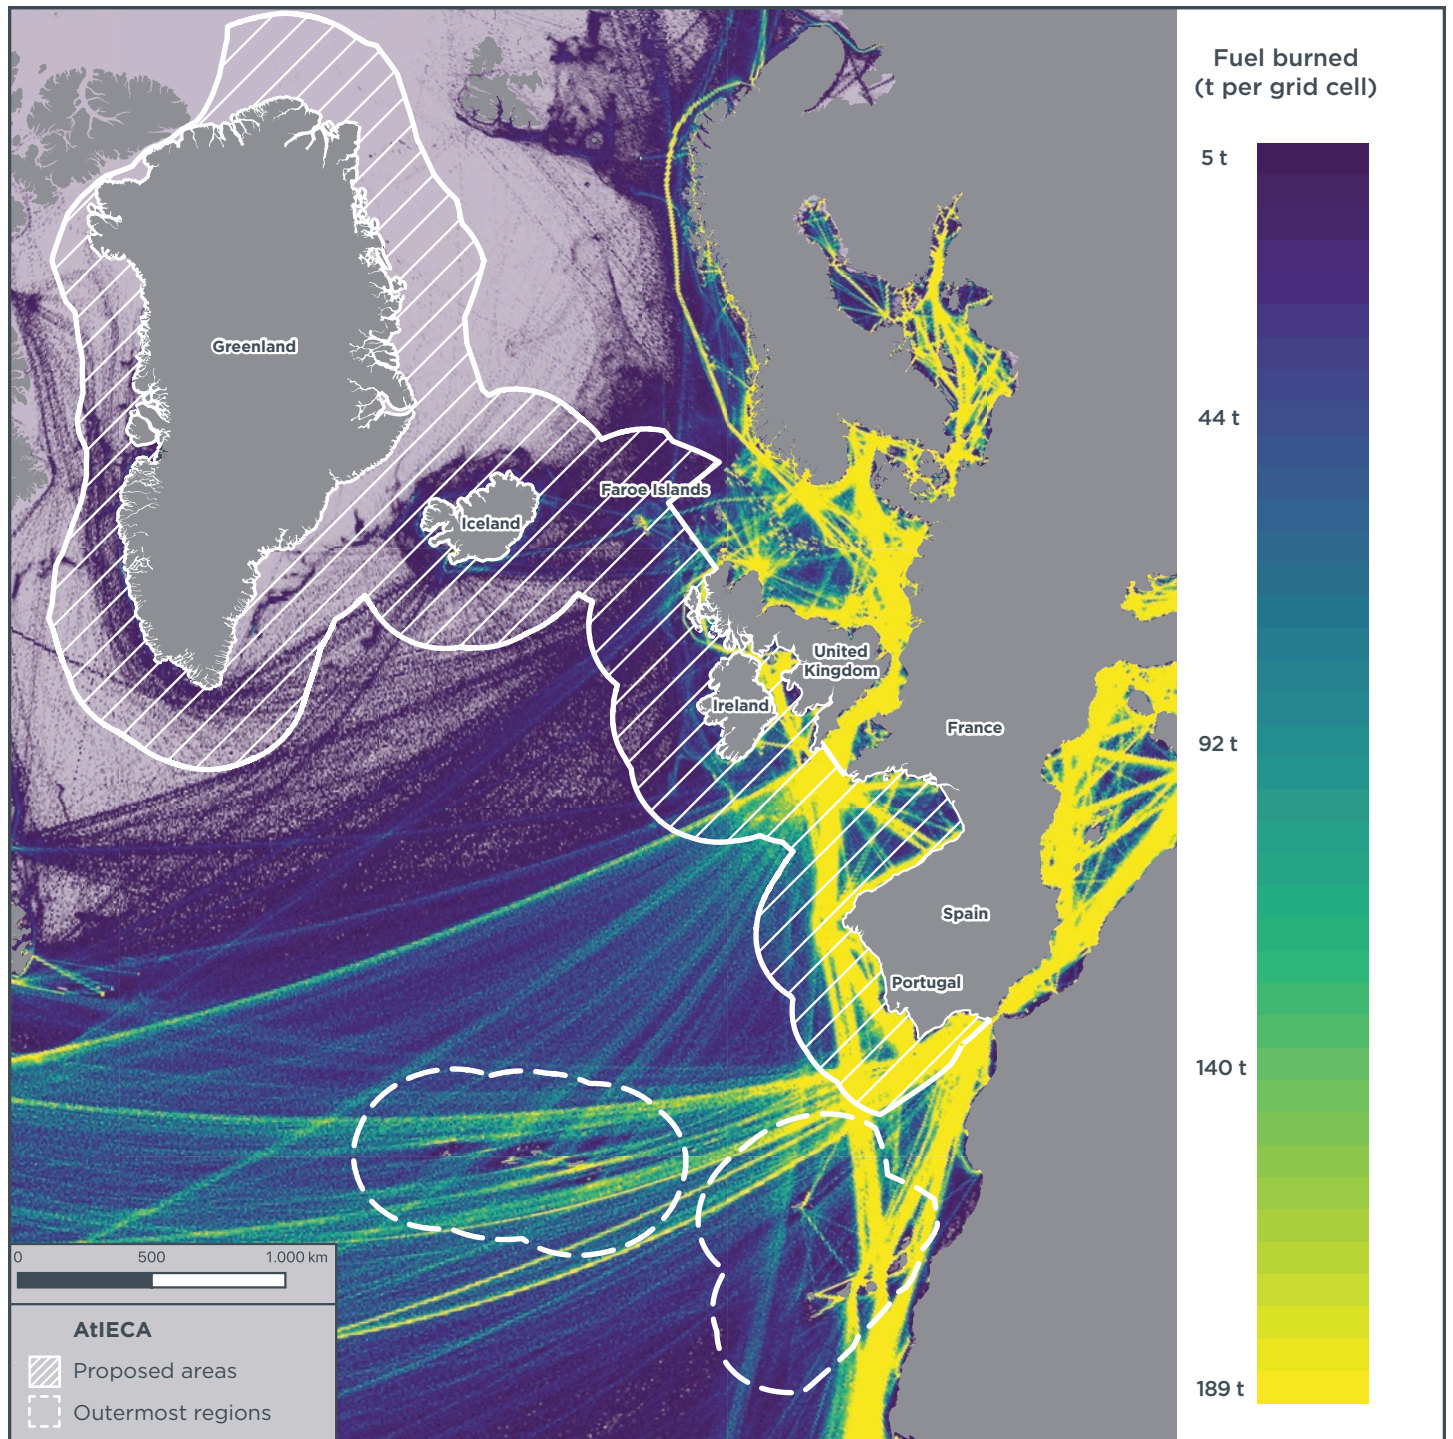 Fuel burned
(t per grid cell)
5 t
44 t
92 t
140 t
189 t
Greenland
Iceland
Faroe Islands
United
Kingdom
Ireland
France
Spain
Portugal
0 500 1.000 km
AtlECA
Proposed areas
Outermost regions